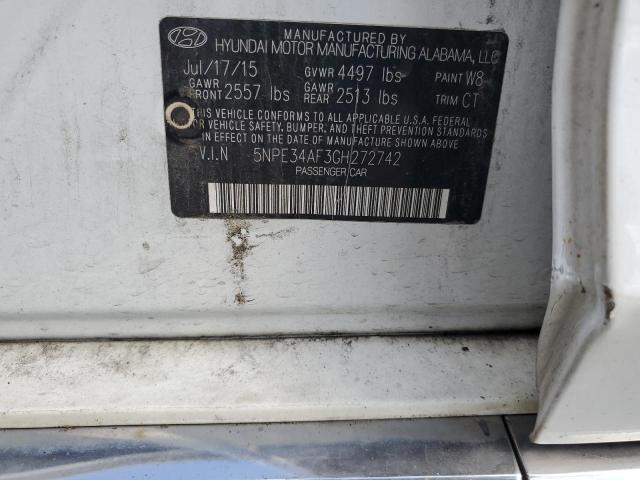 MANUFACTURED BY
HYUNDAI MOTOR MANUFACTURING ALABAMA, LLC
Jul/17/15 GVWR 4497 lbs PAINT W8
GAWR FRONT 2557 lbs GAWR REAR 2513 lbs TRIM CT
THIS VEHICLE CONFORMS TO ALL APPLICABLE U.S.A. FEDERAL
MOTOR VEHICLE SAFETY, BUMPER, AND THEFT PREVENTION STANDARDS
IN EFFECT ON THE DATE OF MANUFACTURE SHOWN ABOVE.
V.I.N 5NPE34AF3GH272742
PASSENGER CAR